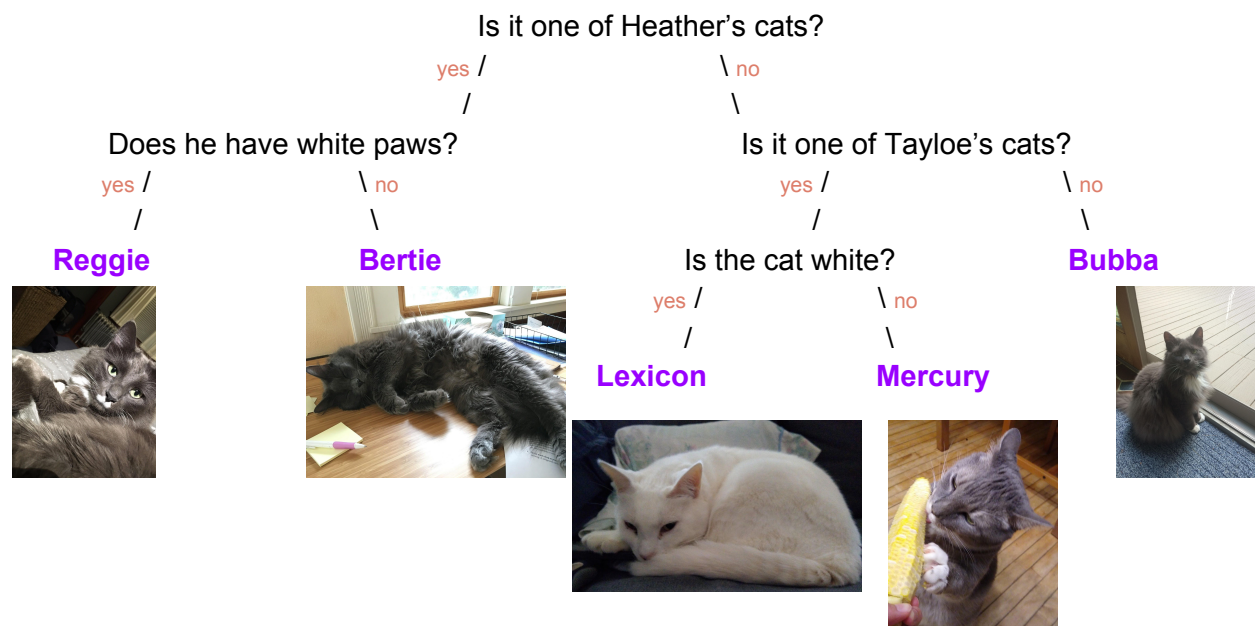 Is it one of Heather's cats?
yes / \ no
/ \
Does he have white paws? Is it one of Tayloe's cats?
yes / \ no yes / \ no
/ \ / \
Reggie Bertie Is the cat white? Bubba
yes / \ no
/ \
Lexicon Mercury